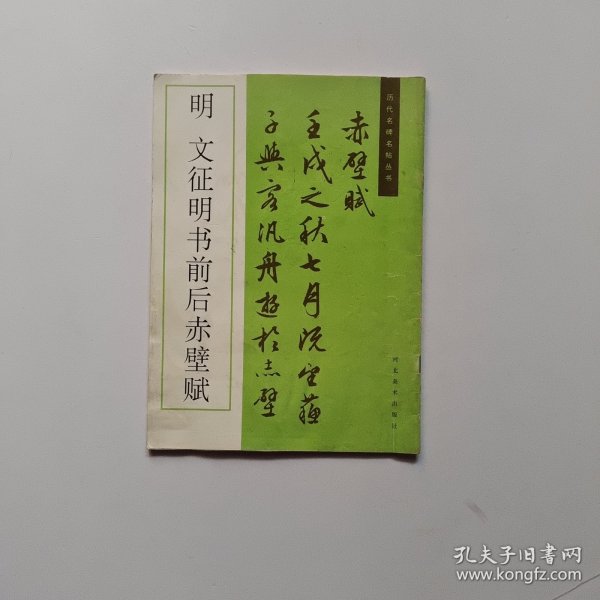 历代名碑名帖丛书
赤壁赋
壬戌之秋七月既望苏
子与客汎舟游於赤壁
明 文征明书前后赤壁赋
河北美术出版社
孔夫子旧书网
www.kongfz.com